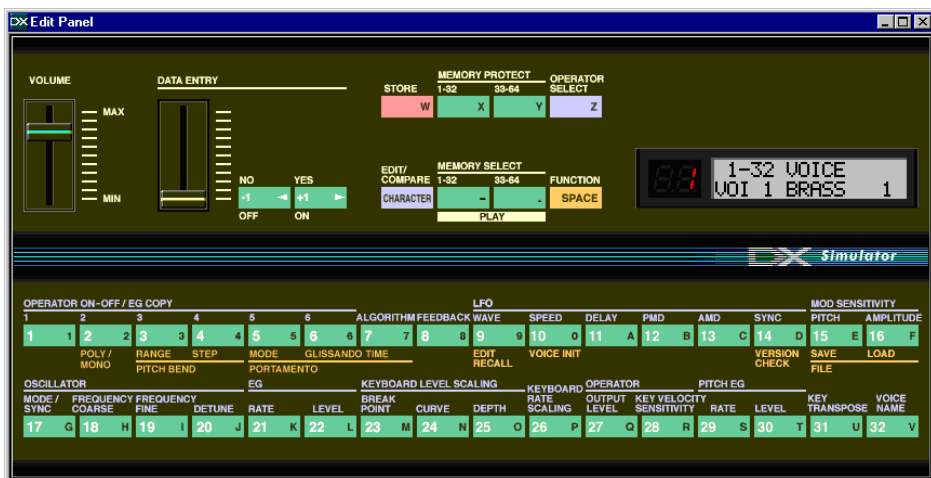 DX Edit Panel
VOLUME
DATA ENTRY
MAX
MIN
NO YES
-1 +1
OFF ON
MEMORY PROTECT
STORE 1-32 33-64 OPERATOR SELECT
W X Y Z
EDIT/COMPARE MEMORY SELECT 1-32 33-64 FUNCTION
CHARACTER - . SPACE
PLAY
1
1-32 VOICE
VOI 1 BRASS 1
DX Simulator
OPERATOR ON-OFF / EG COPY LFO MOD SENSITIVITY
1 2 3 4 5 6 ALGORITHM FEEDBACK WAVE SPEED DELAY PMD AMD SYNC PITCH AMPLITUDE
1 1 2 2 3 3 4 4 5 5 6 6 7 7 8 8 9 9 10 0 11 A 12 B 13 C 14 D 15 E 16 F
POLY / MONO RANGE STEP MODE GLISSANDO TIME EDIT RECALL VOICE INIT VERSION CHECK SAVE LOAD
PITCH BEND PORTAMENTO FILE
OSCILLATOR EG KEYBOARD LEVEL SCALING KEYBOARD RATE SCALING OPERATOR PITCH EG
MODE / SYNC FREQUENCY COARSE FREQUENCY FINE DETUNE RATE LEVEL BREAK POINT CURVE DEPTH OUTPUT LEVEL KEY VELOCITY SENSITIVITY RATE LEVEL KEY TRANSPOSE VOICE NAME
17 G 18 H 19 I 20 J 21 K 22 L 23 M 24 N 25 O 26 P 27 Q 28 R 29 S 30 T 31 U 32 V